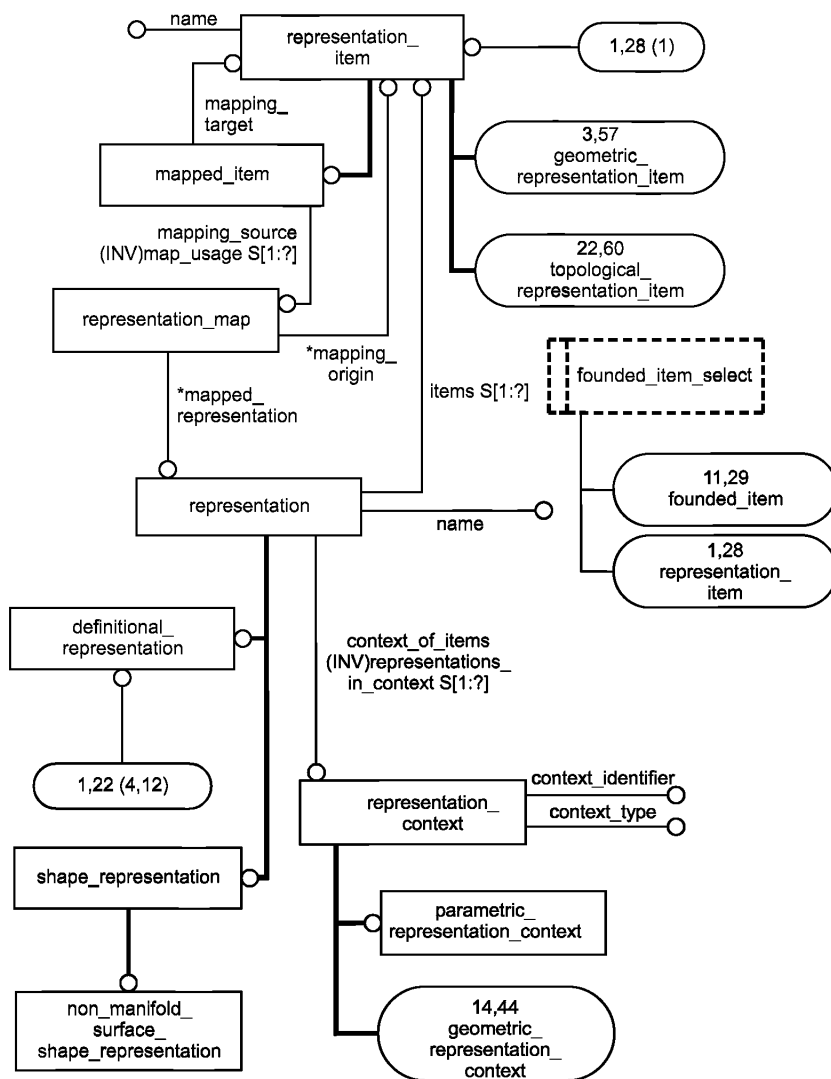 name
representation_
item
1,28 (1)
mapping_
target
3,57
geometric_
representation_item
mapped_item
mapping_source
(INV)map_usage S[1:?]
22,60
topological_
representation_item
representation_map
*mapping_
origin
*mapped_
representation
items S[1:?]
founded_item_select
11,29
founded_item
representation
name
1,28
representation_
item
definitional_
representation
context_of_items
(INV)representations_
in_context S[1:?]
1,22 (4,12)
representation_
context
context_identifier
context_type
shape_representation
parametric_
representation_context
non_manifold_
surface_
shape_representation
14,44
geometric_
representation_
context